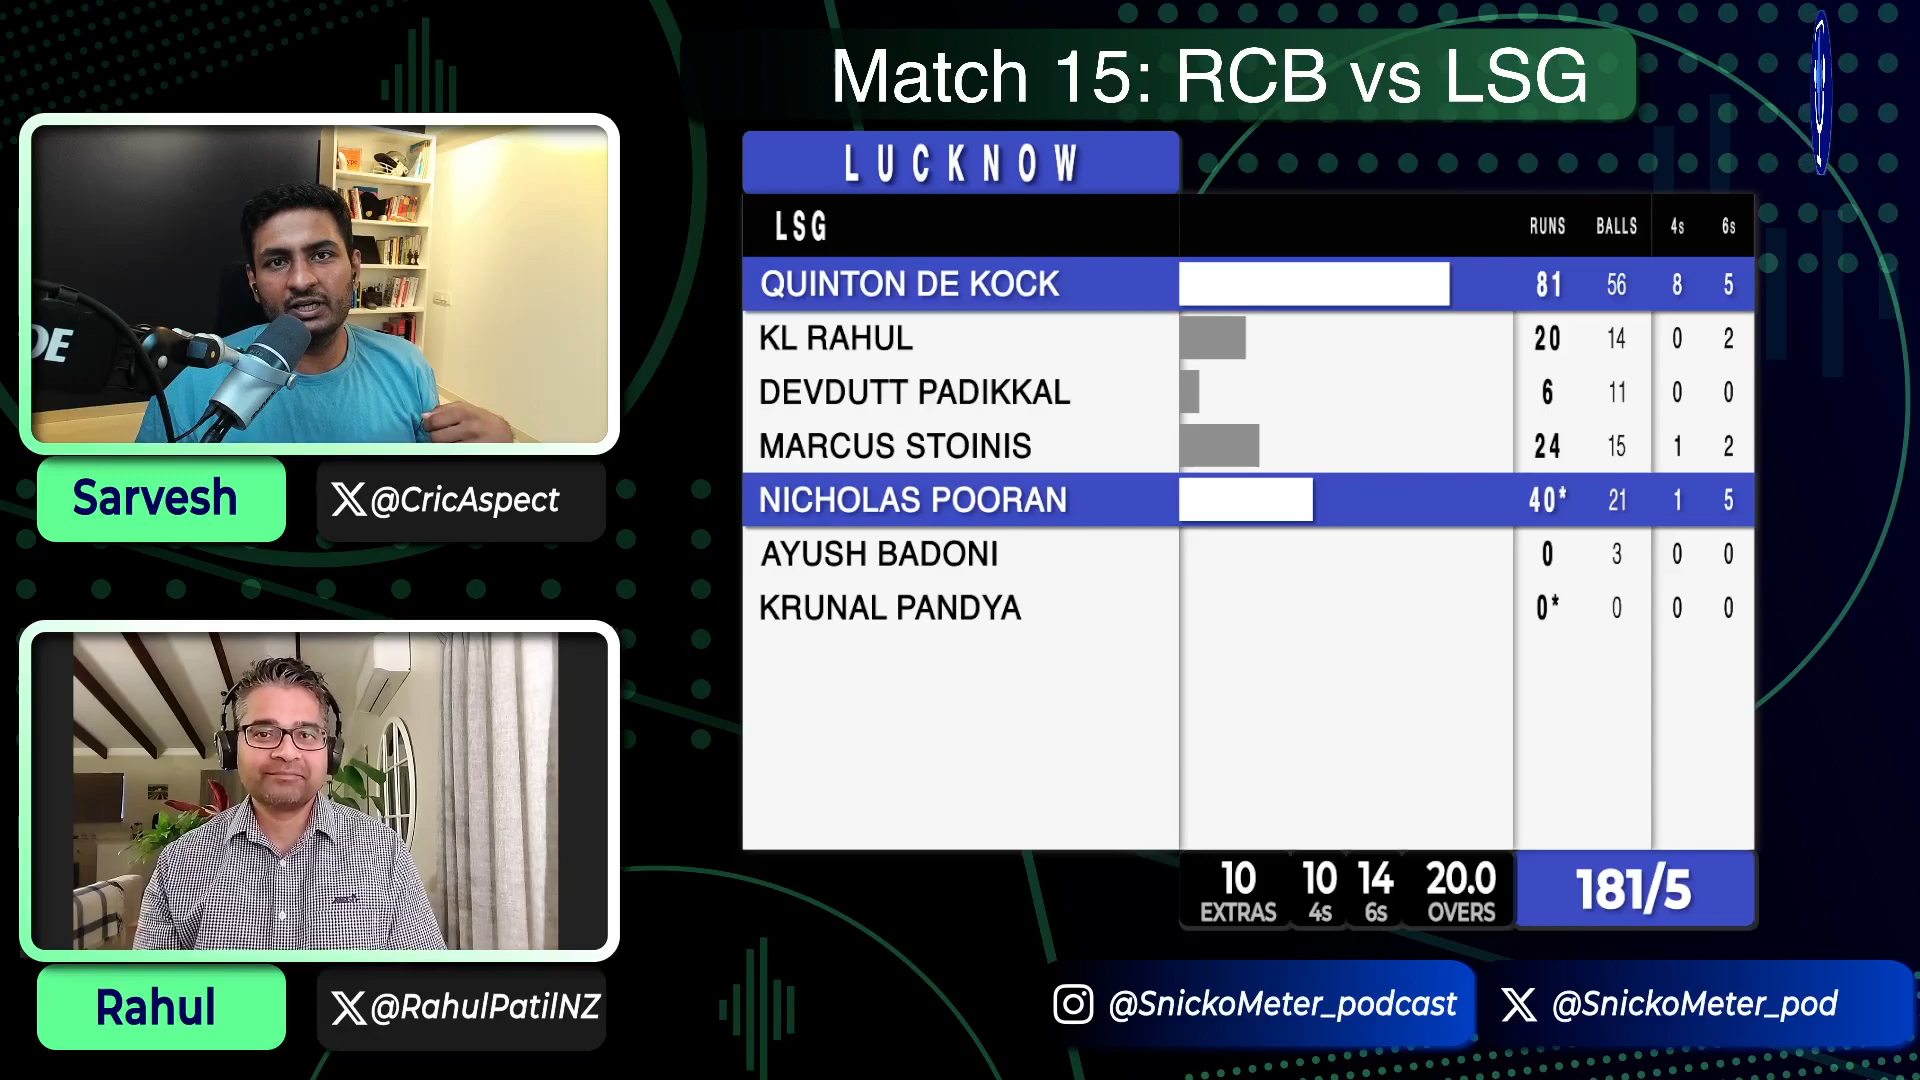 Match 15: RCB vs LSG
LUCKNOW
LSG RUNS BALLS 4s 6s
QUINTON DE KOCK 81 56 8 5
KL RAHUL 20 14 0 2
DEVDUTT PADIKKAL 6 11 0 0
MARCUS STOINIS 24 15 1 2
NICHOLAS POORAN 40* 21 1 5
AYUSH BADONI 0 3 0 0
KRUNAL PANDYA 0* 0 0 0
10 10 14 20.0 181/5
EXTRAS 4s 6s OVERS
DE
Sarvesh @CricAspect
Rahul @RahulPatilNZ
@SnickoMeter_podcast @SnickoMeter_pod